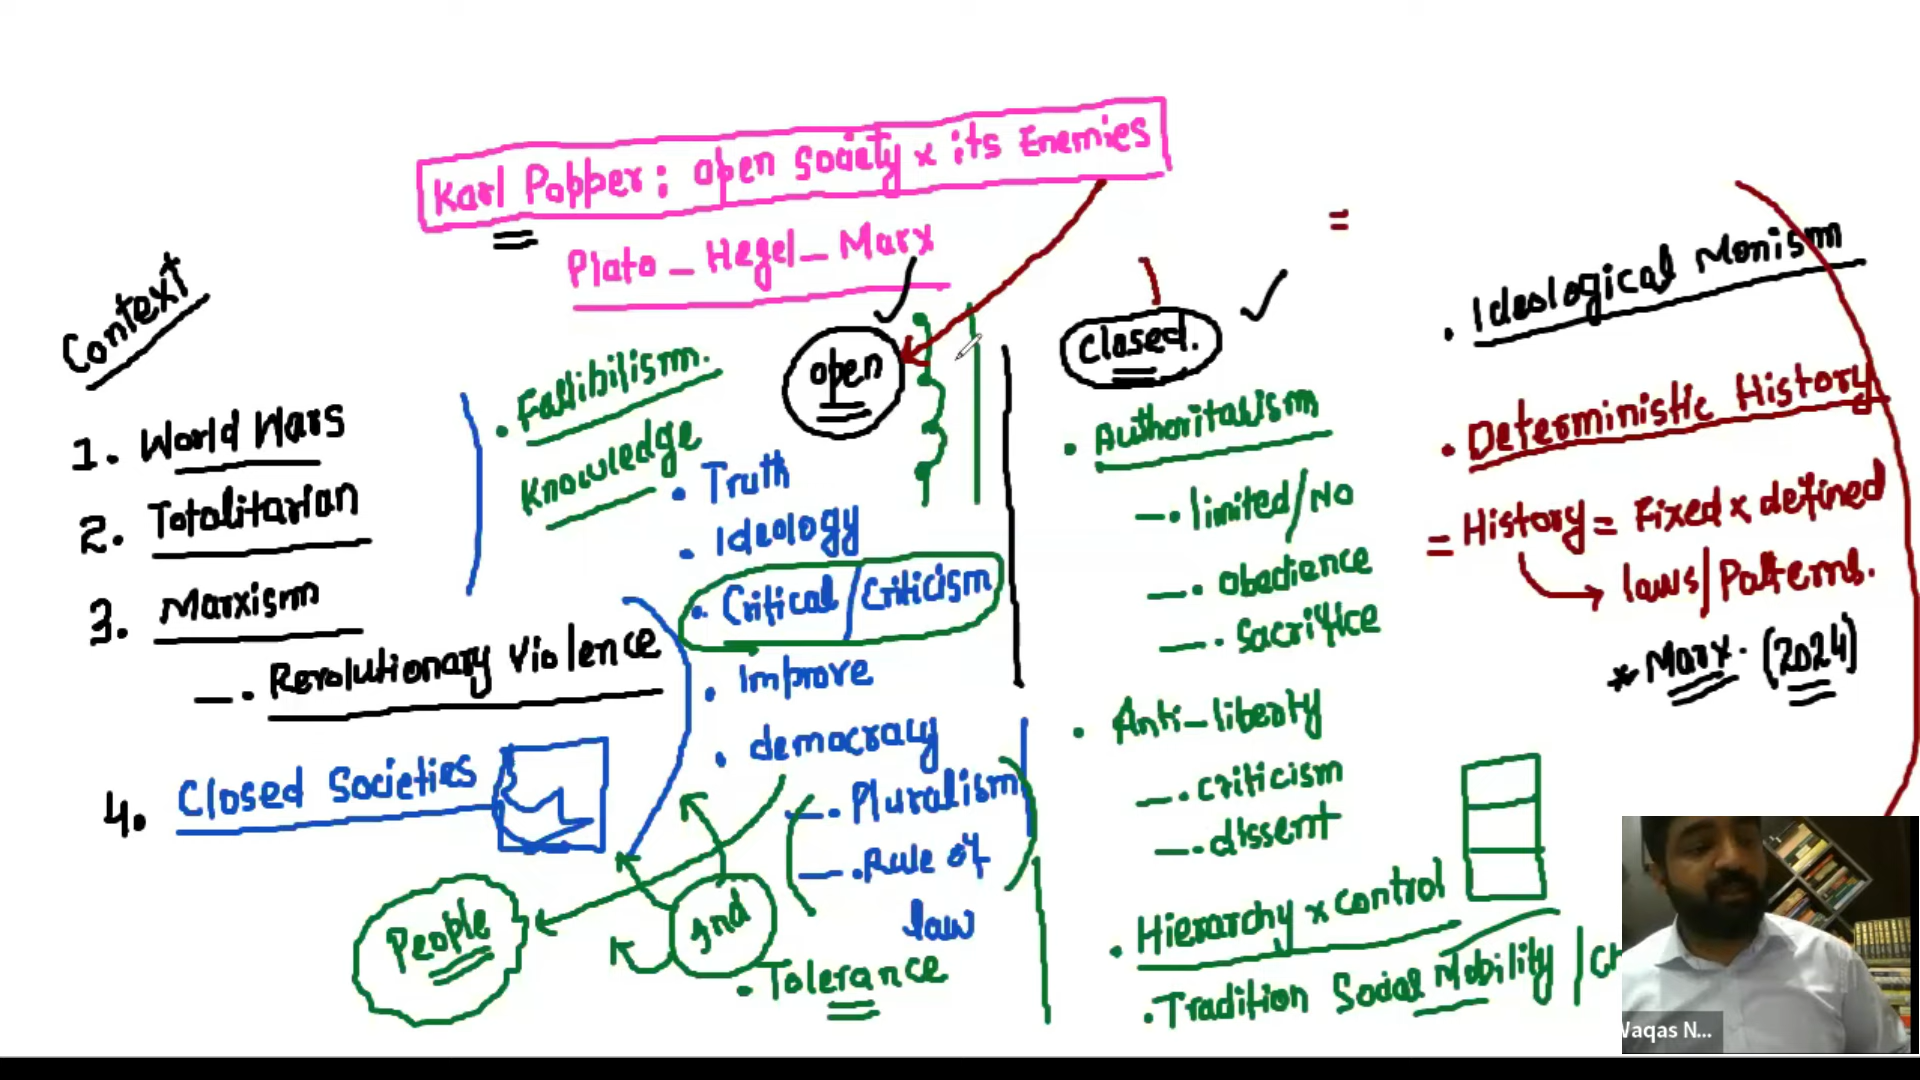 Karl Popper: open society x its Enemies
Plato - Hegel - Marx
Context
1. World Wars
2. Totalitarian
3. Marxism
—. Revolutionary Violence
4. Closed Societies
open
• Fallibilism.
Knowledge
• Truth
• Ideology
• Critical/Criticism
• Improve
• democracy
—. Pluralism
—. Rule of
law
People
Ind
• Tolerance
Closed.
• Authoritalism
—. limited/No
—. obedience
—. sacrifice
• Anti-liberty
—. criticism
—. dissent
• Hierarchy x control
• Tradition Social Mobility /
• Ideological Monism
• Deterministic History
= History = Fixed x defined
laws/Patterns.
* Marx. (2024)
Waqas N...